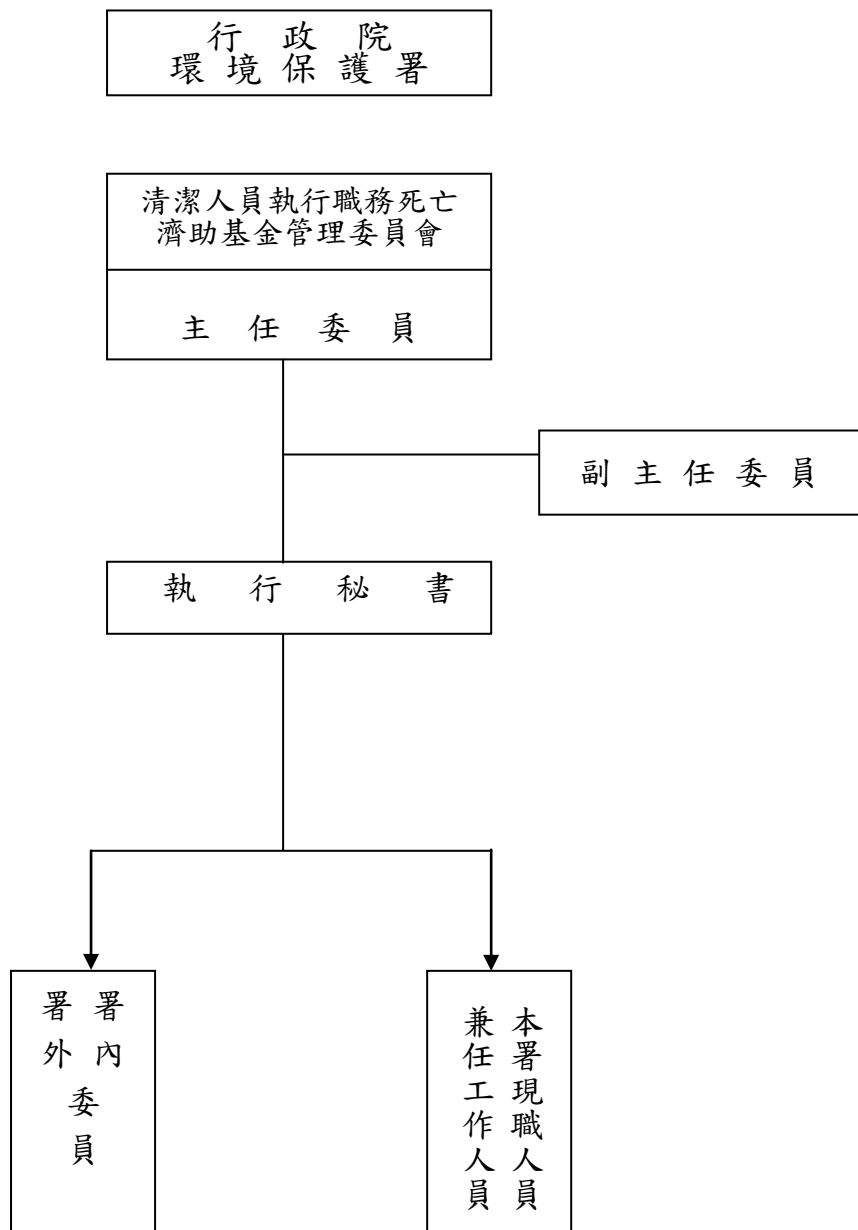 行政院
環境保護署
清潔人員執行職務死亡
濟助基金管理委員會
主任委員
副主任委員
執行秘書
署內
署外
委員
本署現職人員
兼任工作人員